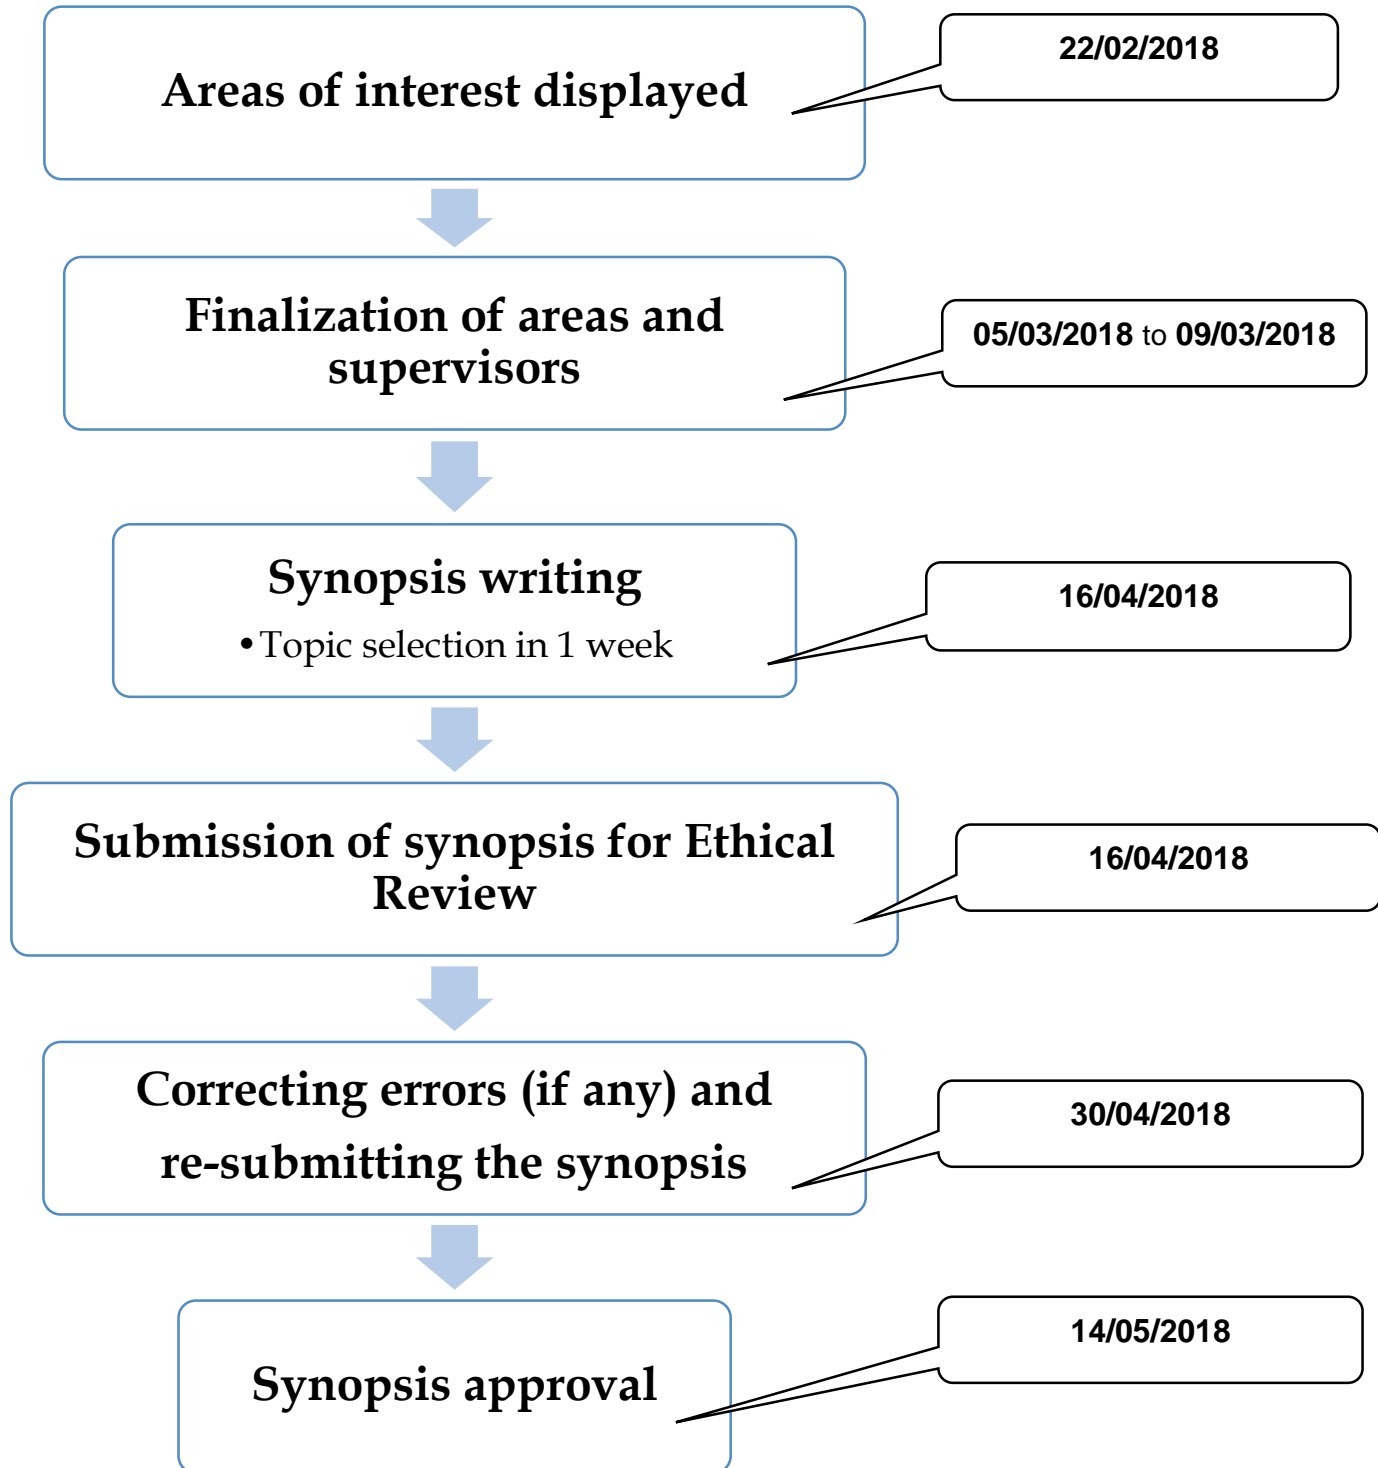 Areas of interest displayed
22/02/2018
Finalization of areas and
supervisors
05/03/2018 to 09/03/2018
Synopsis writing
•Topic selection in 1 week
16/04/2018
Submission of synopsis for Ethical
Review
16/04/2018
Correcting errors (if any) and
re-submitting the synopsis
30/04/2018
Synopsis approval
14/05/2018